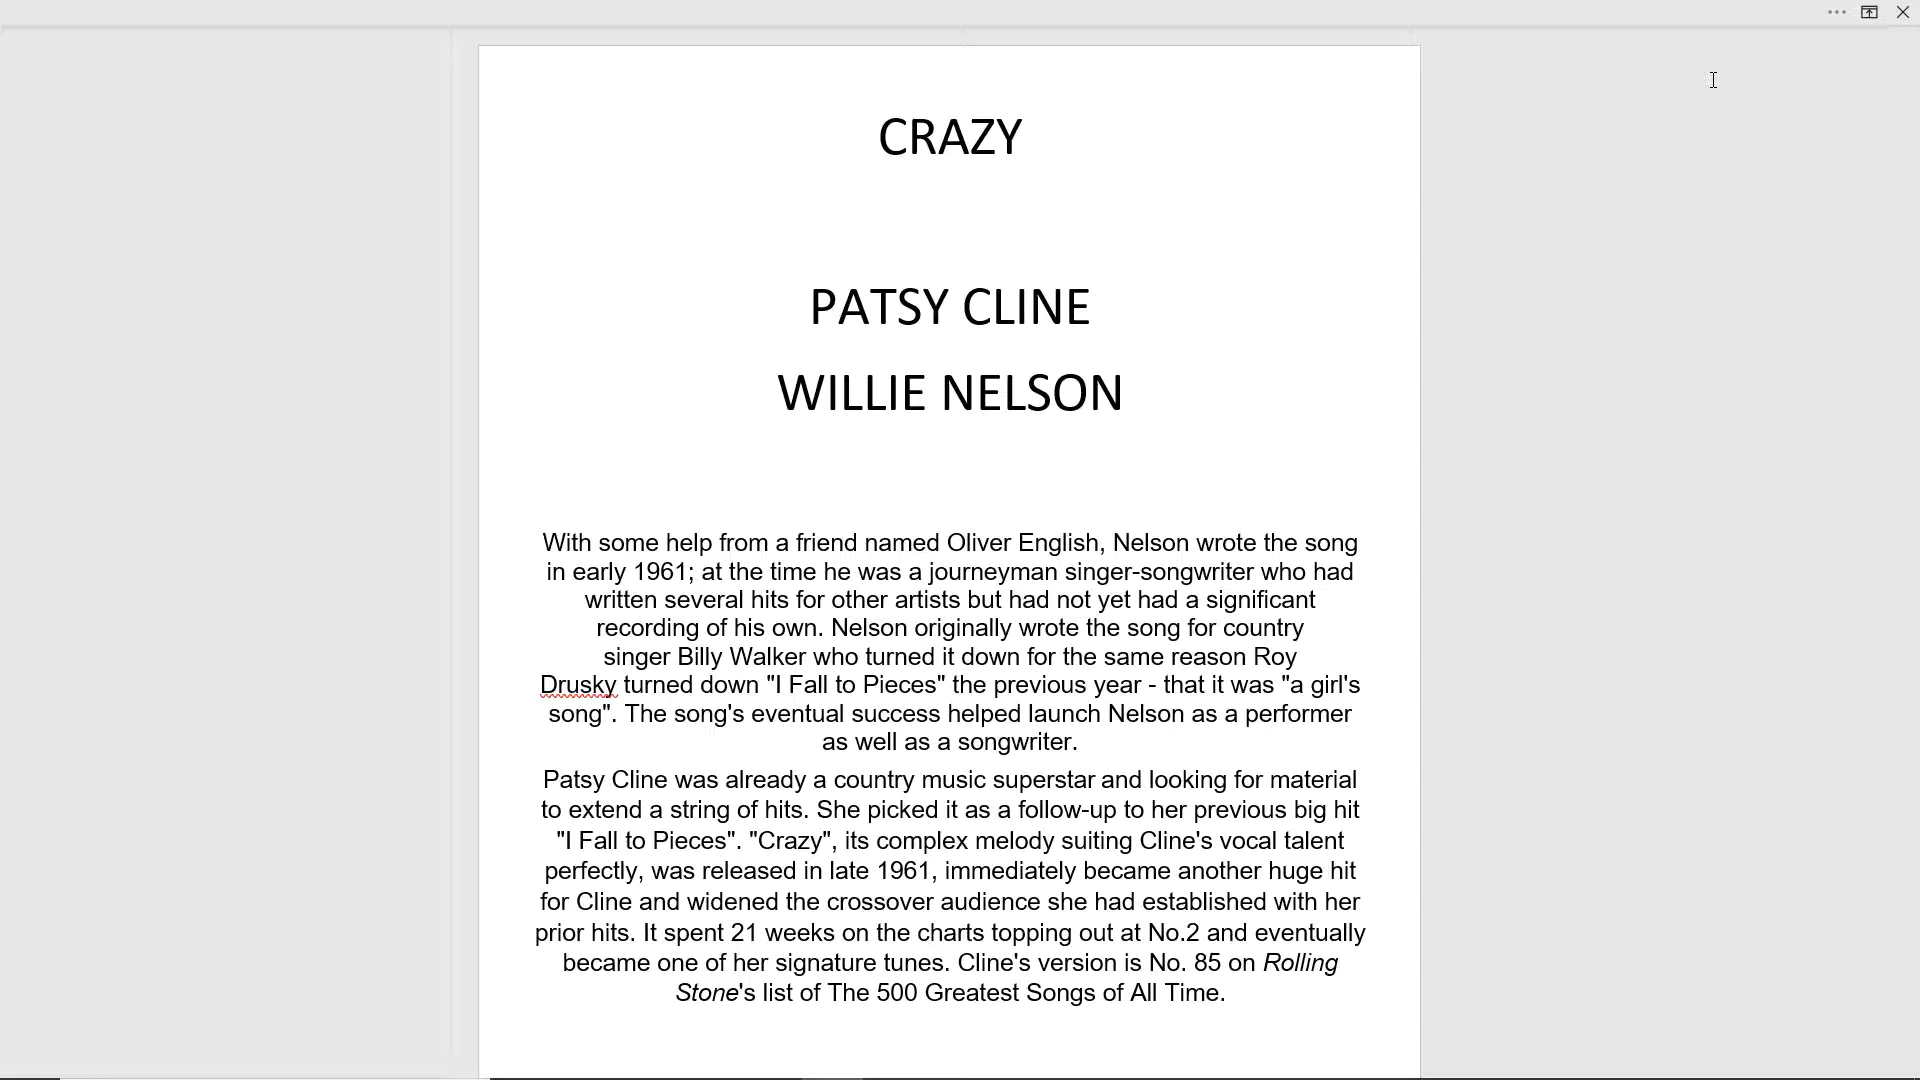 CRAZY
PATSY CLINE
WILLIE NELSON
With some help from a friend named Oliver English, Nelson wrote the song
in early 1961; at the time he was a journeyman singer-songwriter who had
written several hits for other artists but had not yet had a significant
recording of his own. Nelson originally wrote the song for country
singer Billy Walker who turned it down for the same reason Roy
Drusky turned down "I Fall to Pieces" the previous year - that it was "a girl's
song". The song's eventual success helped launch Nelson as a performer
as well as a songwriter.
Patsy Cline was already a country music superstar and looking for material
to extend a string of hits. She picked it as a follow-up to her previous big hit
"I Fall to Pieces". "Crazy", its complex melody suiting Cline's vocal talent
perfectly, was released in late 1961, immediately became another huge hit
for Cline and widened the crossover audience she had established with her
prior hits. It spent 21 weeks on the charts topping out at No.2 and eventually
became one of her signature tunes. Cline's version is No. 85 on Rolling
Stone's list of The 500 Greatest Songs of All Time.